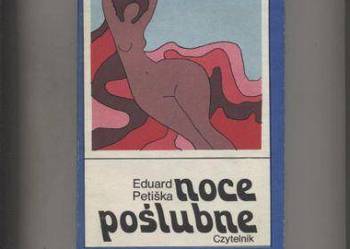 Eduard
Petiška
noce
poślubne
Czytelnik